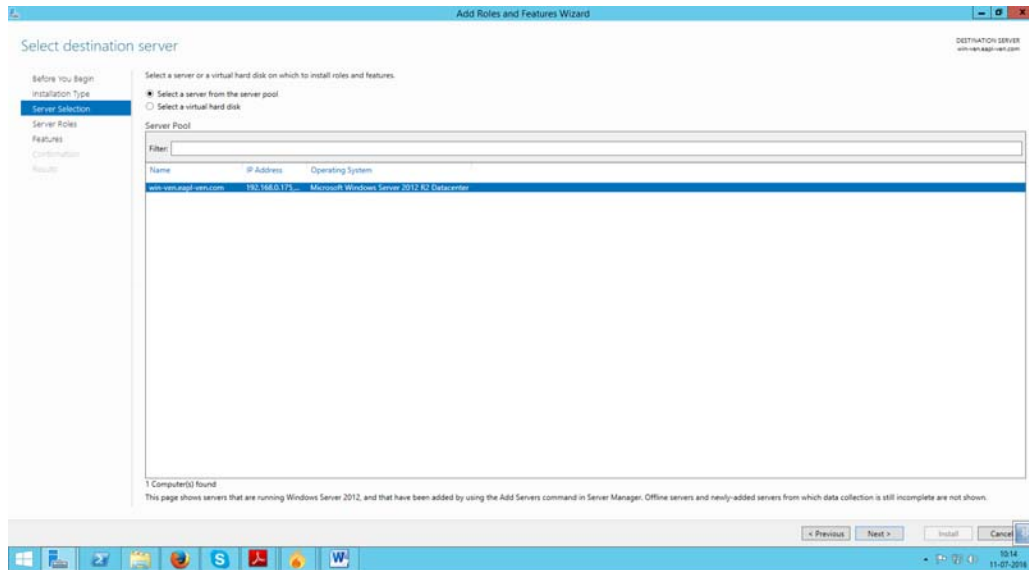 Add Roles and Features Wizard
Select destination server
DESTINATION SERVER
win-ven.eapl-ven.com
Before You Begin
Installation Type
Server Selection
Server Roles
Features
Confirmation
Results
Select a server or a virtual hard disk on which to install roles and features.
Select a server from the server pool
Select a virtual hard disk
Server Pool
Filter:
Name IP Address Operating System
win-ven.eapl-ven.com 192.168.0.175,... Microsoft Windows Server 2012 R2 Datacenter
1 Computer(s) found
This page shows servers that are running Windows Server 2012, and that have been added by using the Add Servers command in Server Manager. Offline servers and newly-added servers from which data collection is still incomplete are not shown.
< Previous Next > Install Cancel
10:14
11-07-2016